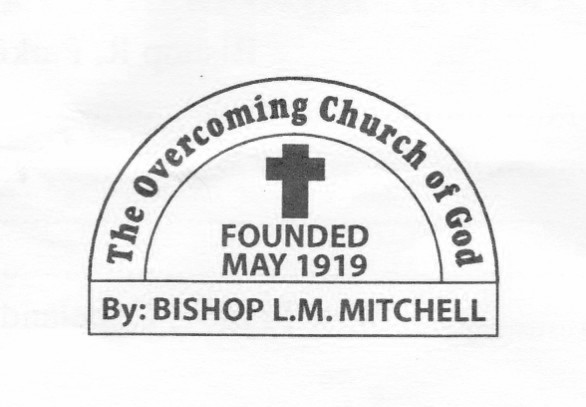 The Overcoming Church of God
FOUNDED
MAY 1919
By: BISHOP L.M. MITCHELL